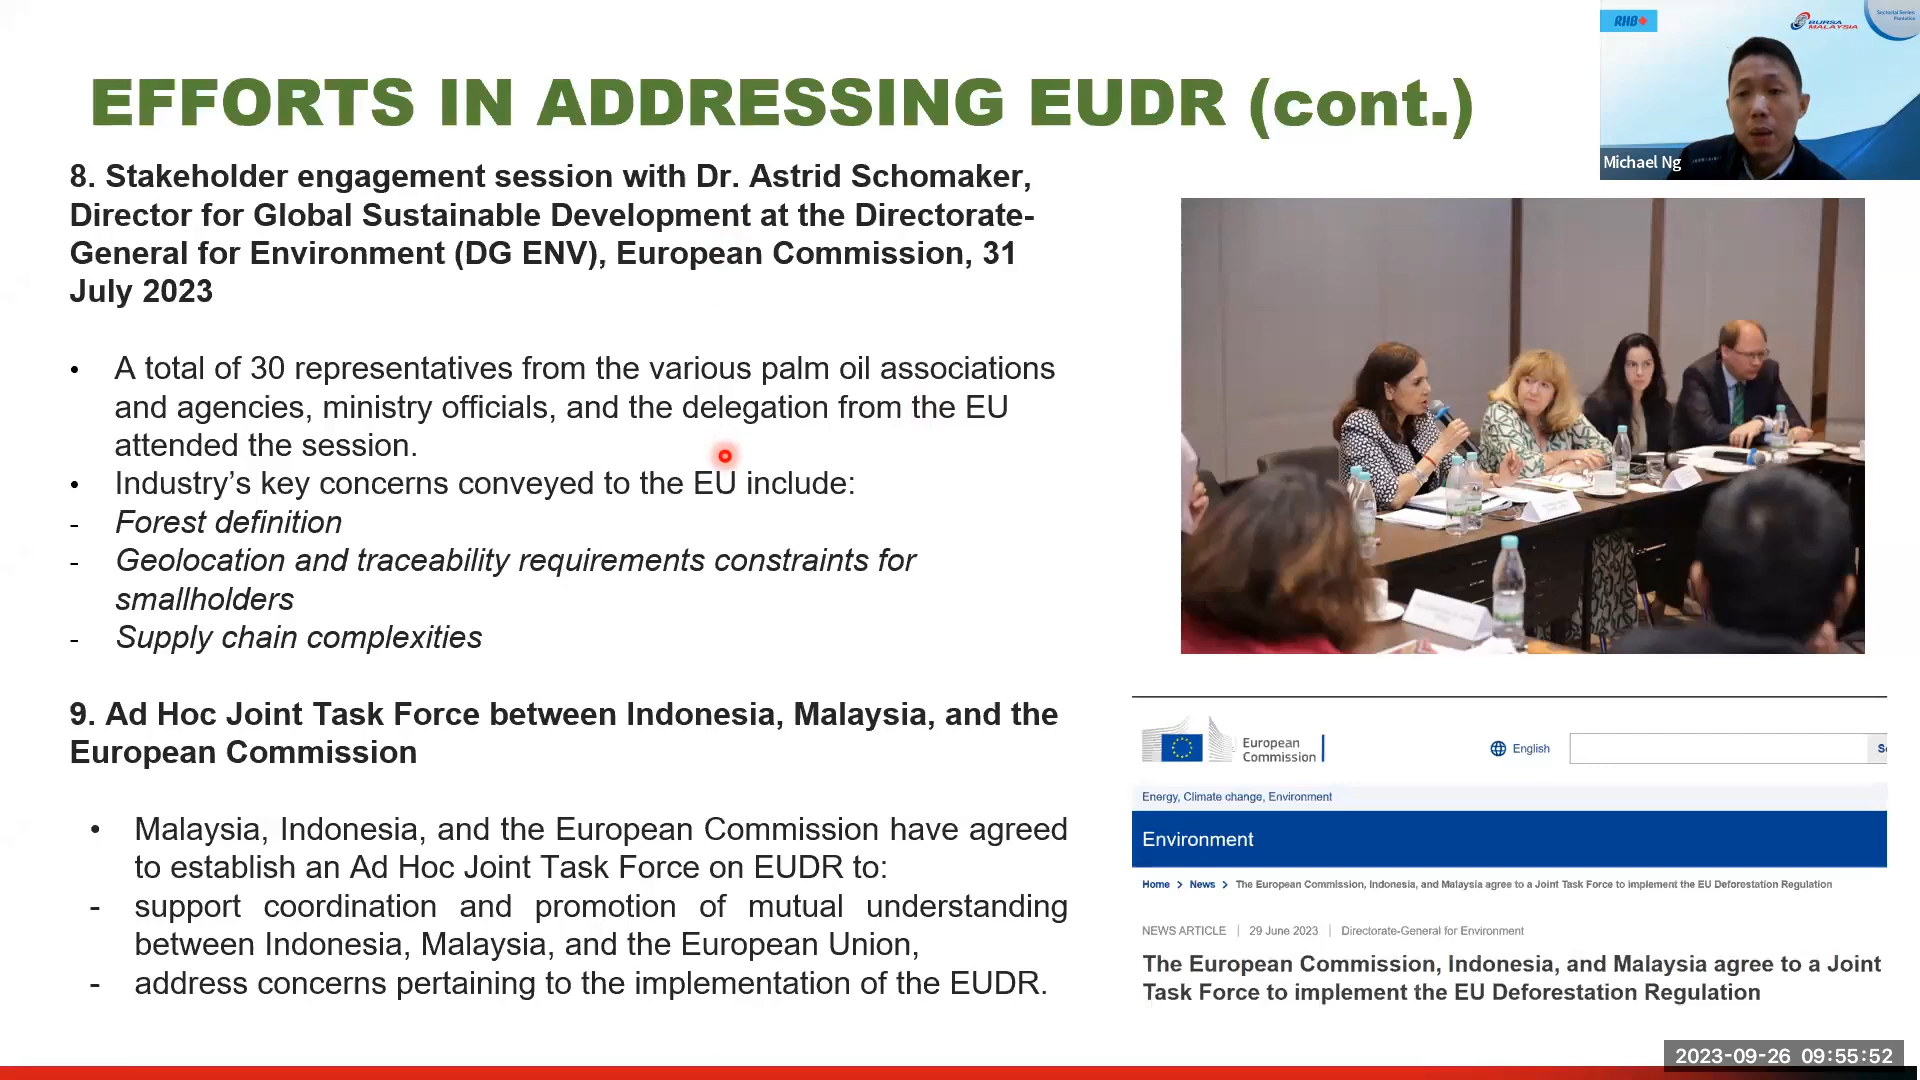 RHB
BURSA
MALAYSIA
Sectorial Series:
Michael Ng
EFFORTS IN ADDRESSING EUDR (cont.)
8. Stakeholder engagement session with Dr. Astrid Schomaker,
Director for Global Sustainable Development at the Directorate-
General for Environment (DG ENV), European Commission, 31
July 2023
• A total of 30 representatives from the various palm oil associations
and agencies, ministry officials, and the delegation from the EU
attended the session.
• Industry’s key concerns conveyed to the EU include:
- Forest definition
- Geolocation and traceability requirements constraints for
smallholders
- Supply chain complexities
9. Ad Hoc Joint Task Force between Indonesia, Malaysia, and the
European Commission
• Malaysia, Indonesia, and the European Commission have agreed
to establish an Ad Hoc Joint Task Force on EUDR to:
- support coordination and promotion of mutual understanding
between Indonesia, Malaysia, and the European Union,
- address concerns pertaining to the implementation of the EUDR.
European
Commission
English
Se
Energy, Climate change, Environment
Environment
Home > News > The European Commission, Indonesia, and Malaysia agree to a Joint Task Force to implement the EU Deforestation Regulation
NEWS ARTICLE | 29 June 2023 | Directorate-General for Environment
The European Commission, Indonesia, and Malaysia agree to a Joint
Task Force to implement the EU Deforestation Regulation
2023-09-26 09:55:52